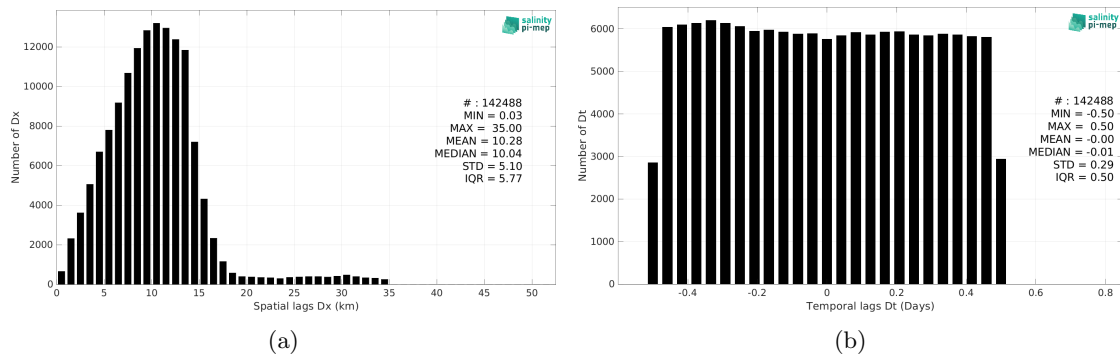 salinity
pi-mep
12000
10000
8000
6000
4000
2000
0
Number of Dx
# : 142488
MIN = 0.03
MAX = 35.00
MEAN = 10.28
MEDIAN = 10.04
STD = 5.10
IQR = 5.77
0 5 10 15 20 25 30 35 40 45 50
Spatial lags Dx (km)
(a)
salinity
pi-mep
6000
5000
4000
3000
2000
1000
0
Number of Dt
# : 142488
MIN = -0.50
MAX = 0.50
MEAN = -0.00
MEDIAN = -0.01
STD = 0.29
IQR = 0.50
-0.4 -0.2 0 0.2 0.4 0.6 0.8
Temporal lags Dt (Days)
(b)